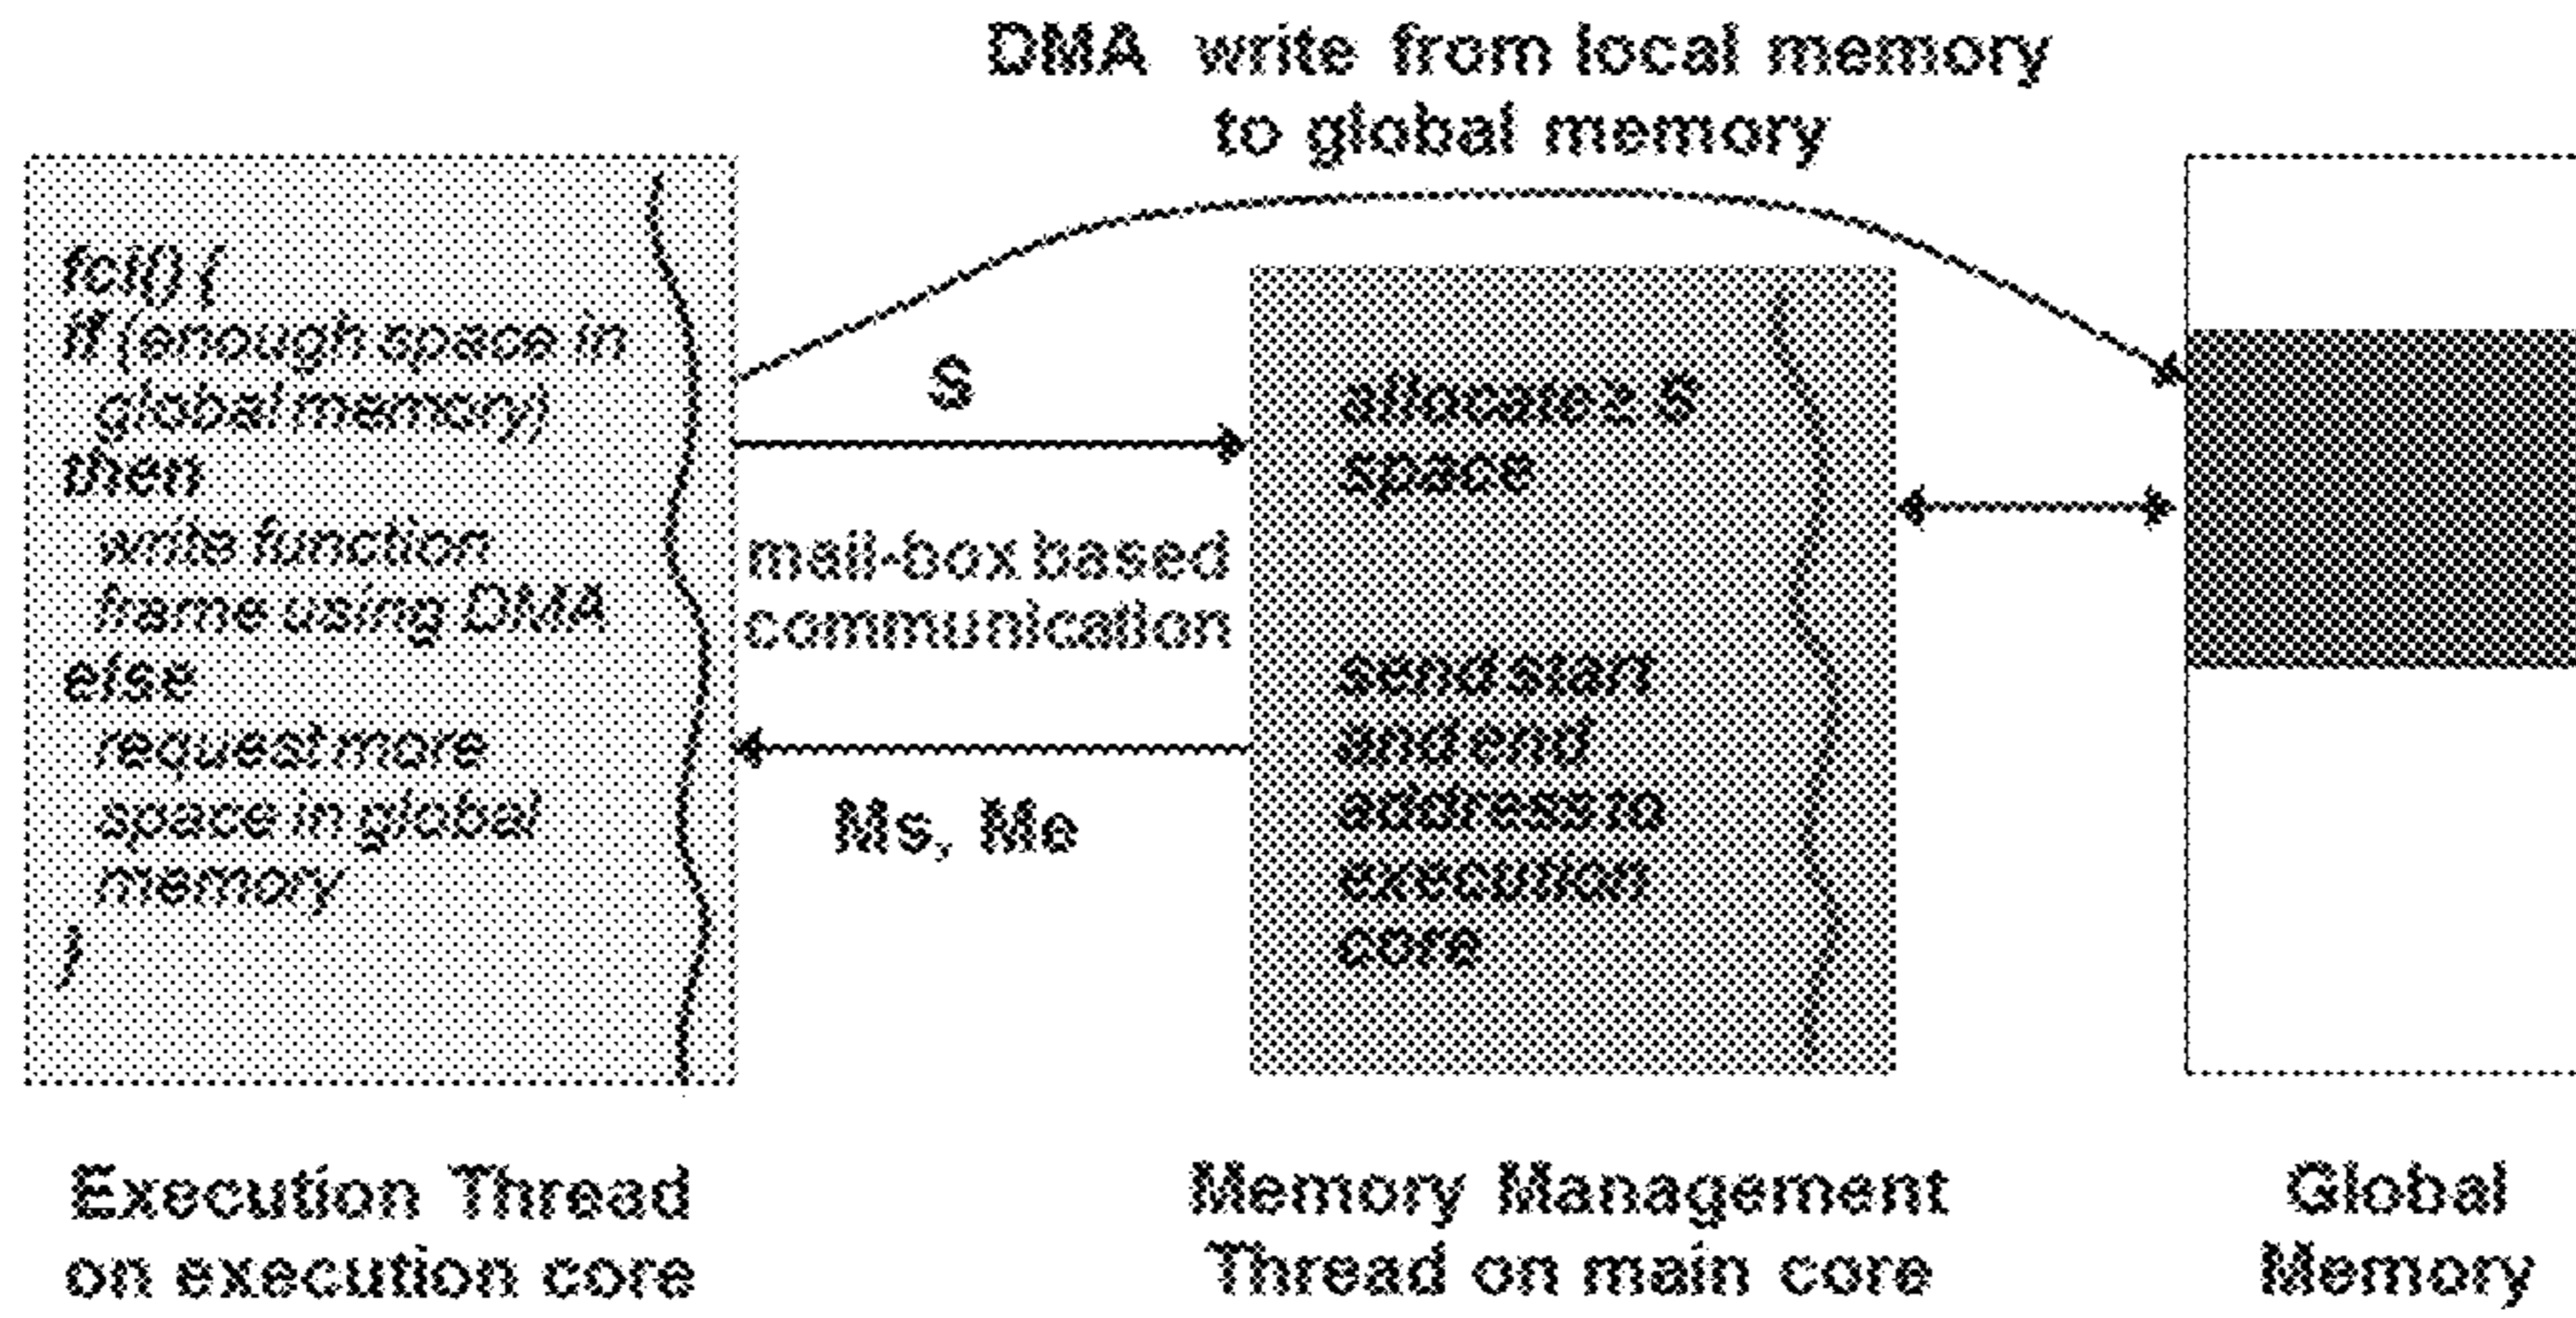 DMA write from local memory
to global memory
fci() {
if (enough space in
global memory)
then
write function
frame using DMA
else
request more
space in global
memory
}
S
mail-box based
communication
Ms, Me
allocate ≥ S
space
send start
and end
address to
execution
core
Execution Thread
on execution core
Memory Management
Thread on main core
Global
Memory